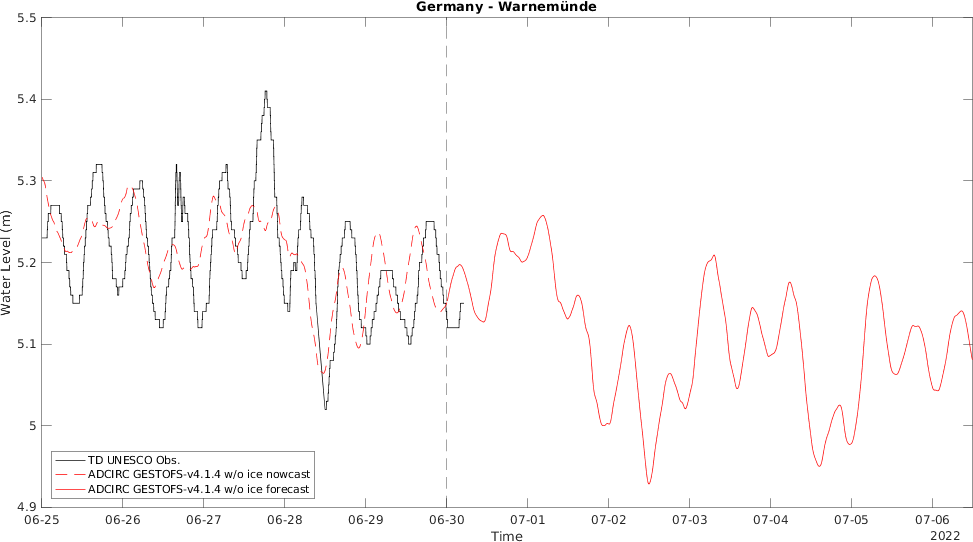 Germany - Warnemünde
5.5
5.4
5.3
5.2
5.1
5
4.9
Water Level (m)
TD UNESCO Obs.
ADCIRC GESTOFS-v4.1.4 w/o ice nowcast
ADCIRC GESTOFS-v4.1.4 w/o ice forecast
06-25 06-26 06-27 06-28 06-29 06-30 07-01 07-02 07-03 07-04 07-05 07-06
Time
2022